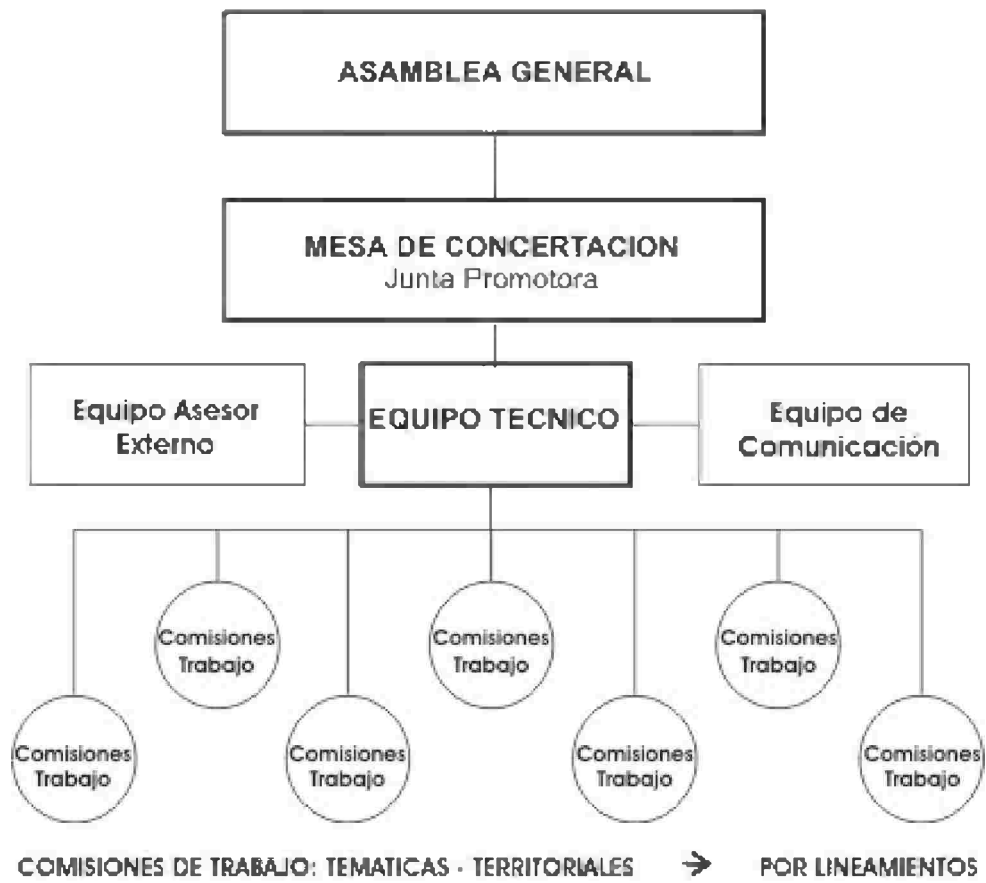 ASAMBLEA GENERAL
MESA DE CONCERTACION
Junta Promotora
Equipo Asesor
Externo
EQUIPO TECNICO
Equipo de
Comunicación
Comisiones
Trabajo
Comisiones
Trabajo
Comisiones
Trabajo
Comisiones
Trabajo
Comisiones
Trabajo
Comisiones
Trabajo
Comisiones
Trabajo
COMISIONES DE TRABAJO: TEMATICAS - TERRITORIALES → POR LINEAMIENTOS